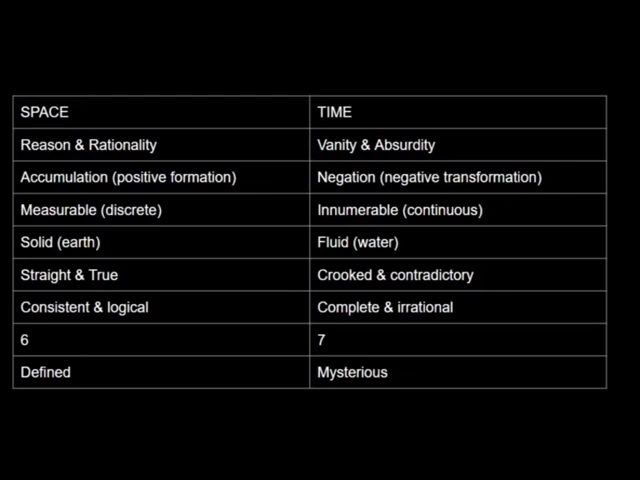 SPACE TIME
Reason & Rationality Vanity & Absurdity
Accumulation (positive formation) Negation (negative transformation)
Measurable (discrete) Innumerable (continuous)
Solid (earth) Fluid (water)
Straight & True Crooked & contradictory
Consistent & logical Complete & irrational
6 7
Defined Mysterious